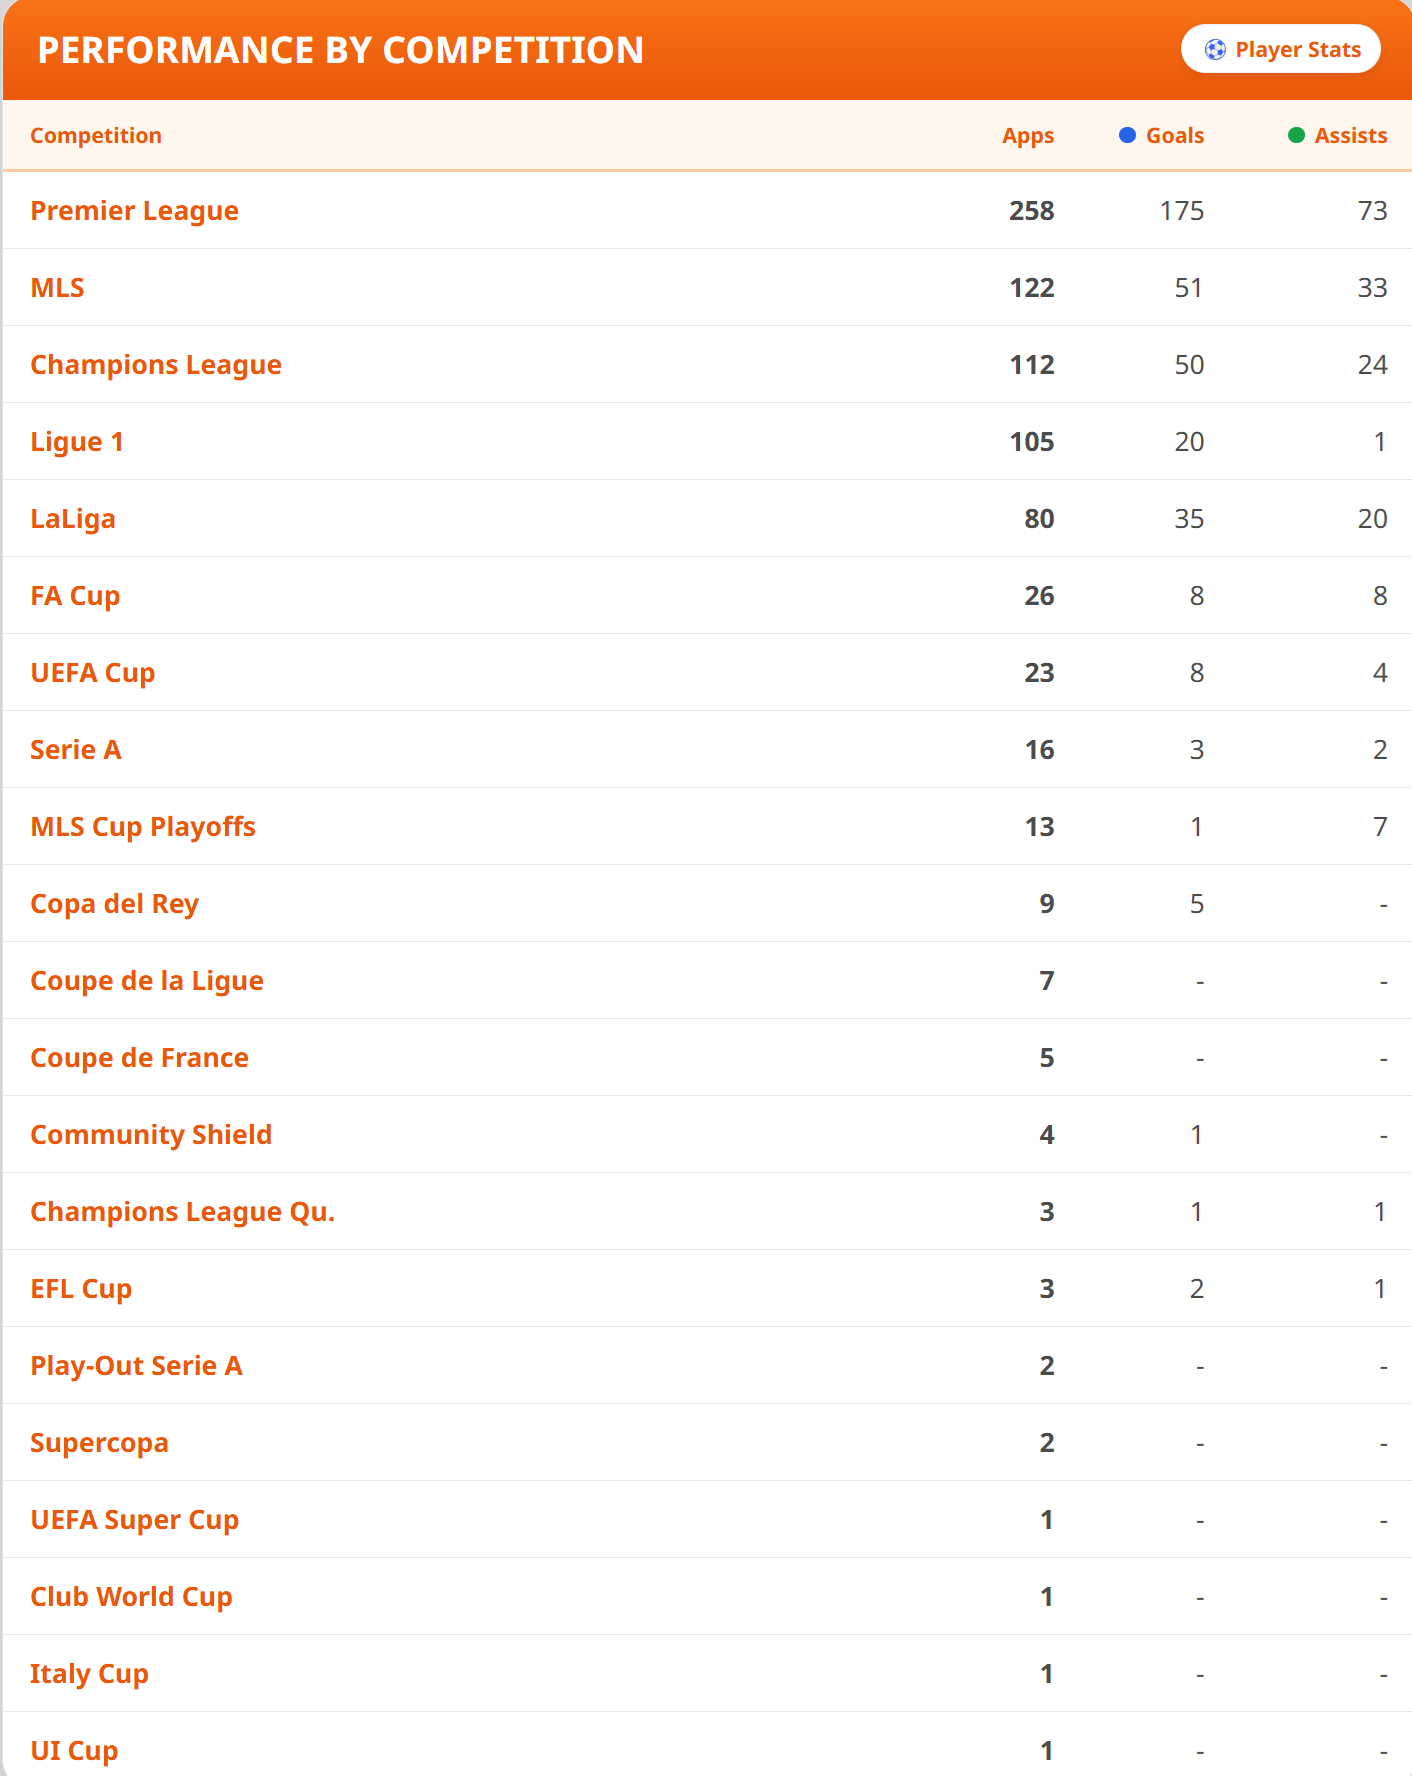 PERFORMANCE BY COMPETITION
Player Stats
Competition Apps Goals Assists
Premier League 258 175 73
MLS 122 51 33
Champions League 112 50 24
Ligue 1 105 20 1
LaLiga 80 35 20
FA Cup 26 8 8
UEFA Cup 23 8 4
Serie A 16 3 2
MLS Cup Playoffs 13 1 7
Copa del Rey 9 5 -
Coupe de la Ligue 7 - -
Coupe de France 5 - -
Community Shield 4 1 -
Champions League Qu. 3 1 1
EFL Cup 3 2 1
Play-Out Serie A 2 - -
Supercopa 2 - -
UEFA Super Cup 1 - -
Club World Cup 1 - -
Italy Cup 1 - -
UI Cup 1 - -